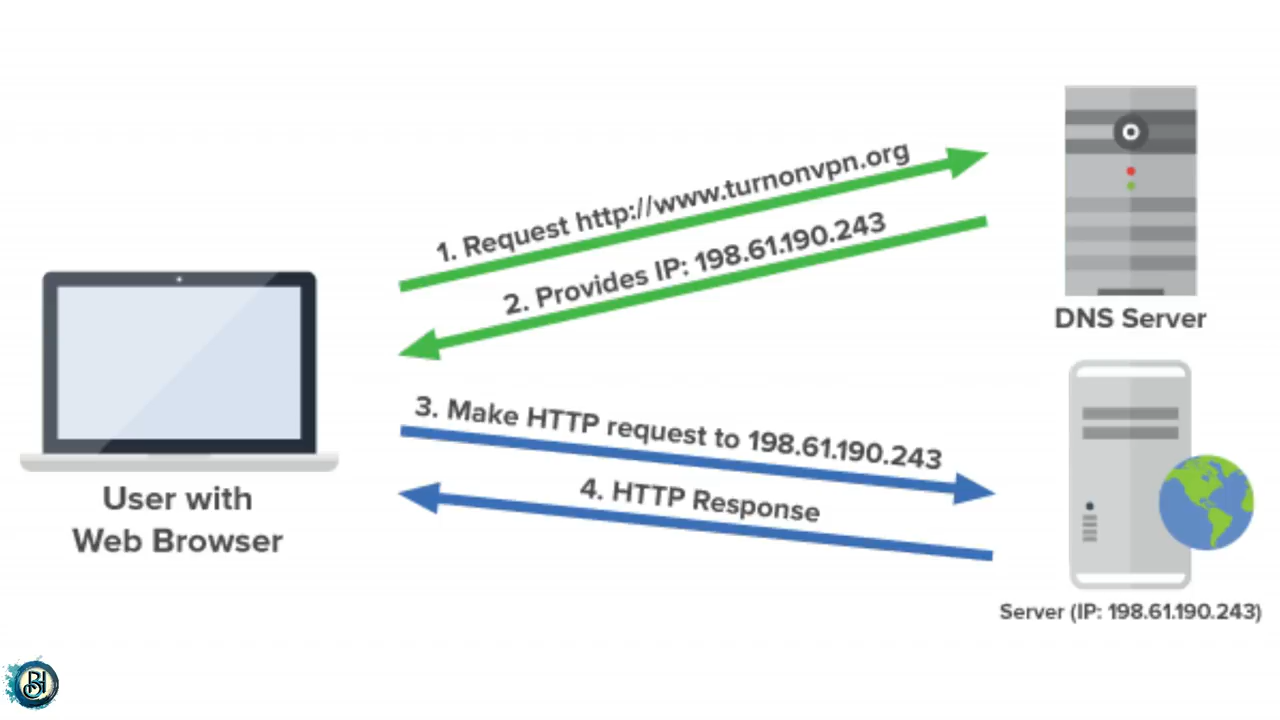 1. Request http://www.turnonvpn.org
2. Provides IP: 198.61.190.243
DNS Server
3. Make HTTP request to 198.61.190.243
4. HTTP Response
User with
Web Browser
Server (IP: 198.61.190.243)